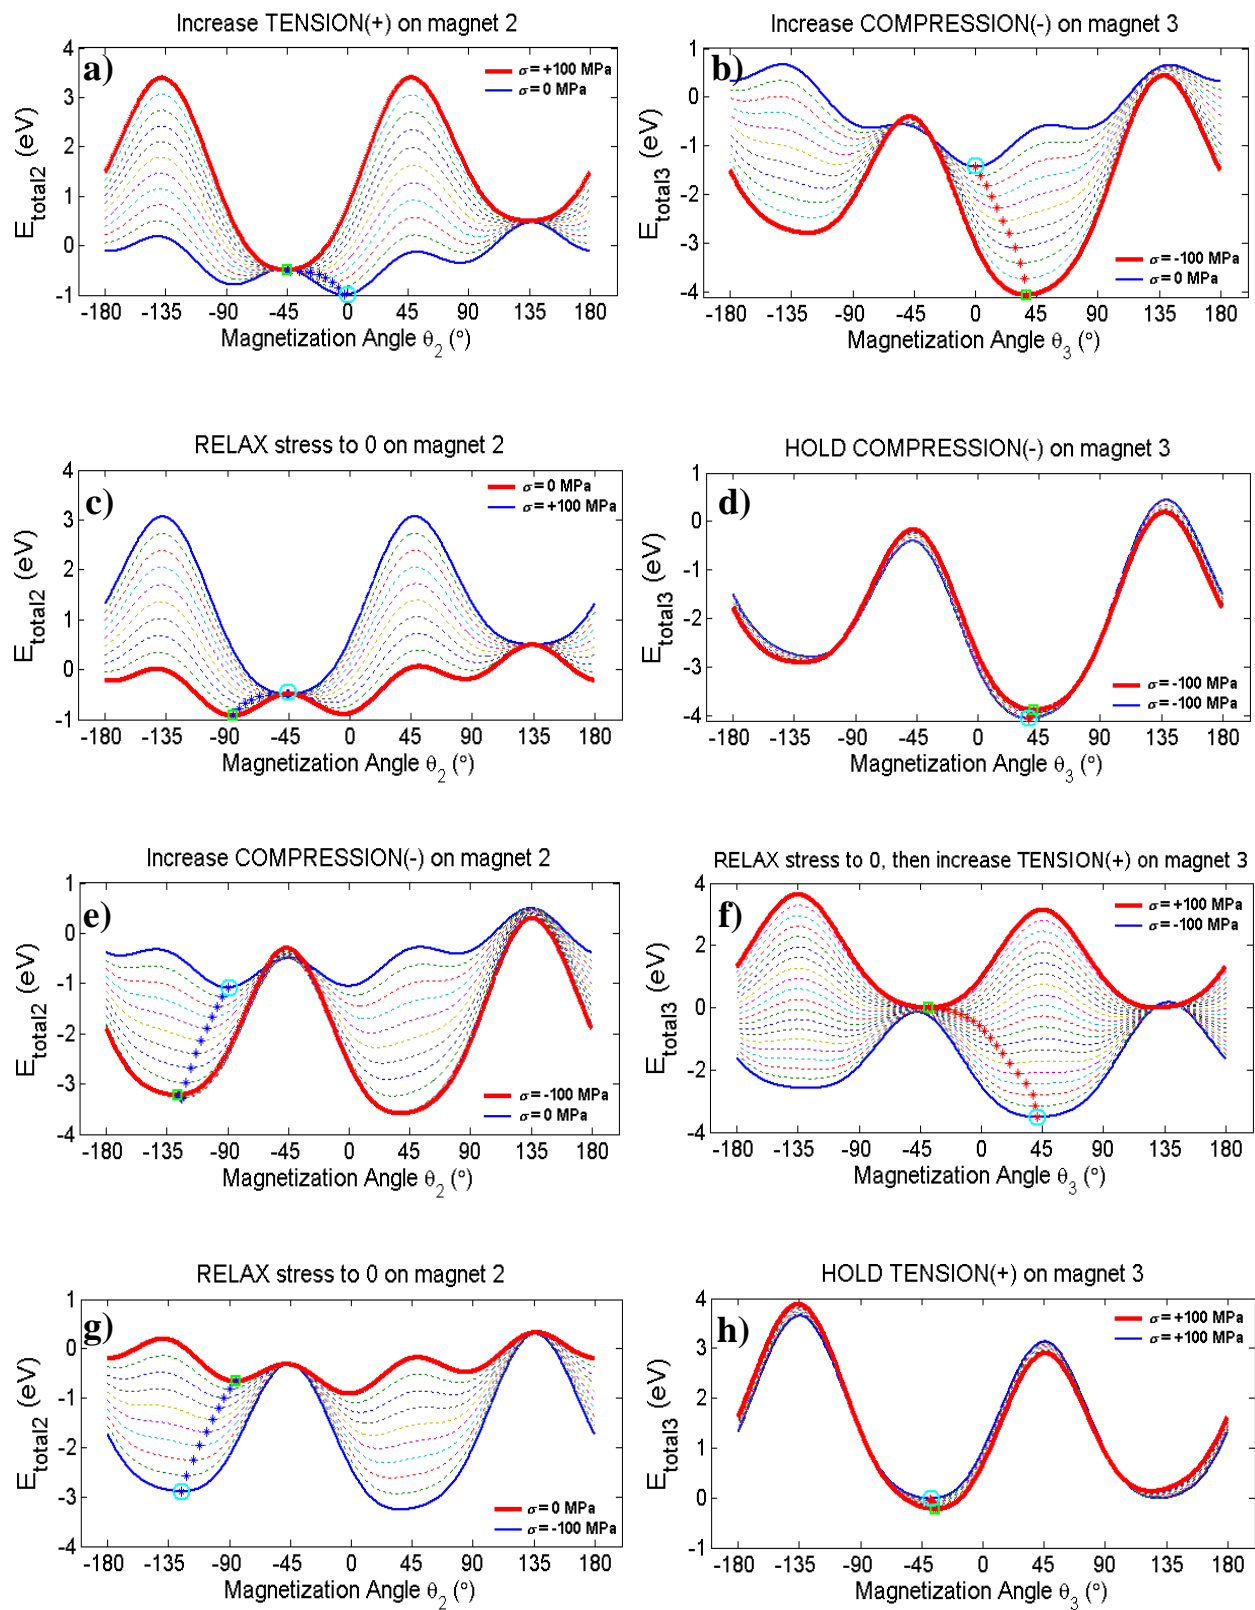 Increase TENSION(+) on magnet 2
a)
σ = +100 MPa
σ = 0 MPa
4
3
2
1
0
-1
E_total2 (eV)
-180 -135 -90 -45 0 45 90 135 180
Magnetization Angle θ_2 (°)
Increase COMPRESSION(-) on magnet 3
b)
1
0
-1
-2
-3
-4
E_total3 (eV)
σ = -100 MPa
σ = 0 MPa
-180 -135 -90 -45 0 45 90 135 180
Magnetization Angle θ_3 (°)
RELAX stress to 0 on magnet 2
c)
σ = 0 MPa
σ = +100 MPa
4
3
2
1
0
-1
E_total2 (eV)
-180 -135 -90 -45 0 45 90 135 180
Magnetization Angle θ_2 (°)
HOLD COMPRESSION(-) on magnet 3
d)
1
0
-1
-2
-3
-4
E_total3 (eV)
σ = -100 MPa
σ = -100 MPa
-180 -135 -90 -45 0 45 90 135 180
Magnetization Angle θ_3 (°)
Increase COMPRESSION(-) on magnet 2
e)
1
0
-1
-2
-3
-4
E_total2 (eV)
σ = -100 MPa
σ = 0 MPa
-180 -135 -90 -45 0 45 90 135 180
Magnetization Angle θ_2 (°)
RELAX stress to 0, then increase TENSION(+) on magnet 3
f)
σ = +100 MPa
σ = -100 MPa
4
2
0
-2
-4
E_total3 (eV)
-180 -135 -90 -45 0 45 90 135 180
Magnetization Angle θ_3 (°)
RELAX stress to 0 on magnet 2
g)
1
0
-1
-2
-3
-4
E_total2 (eV)
σ = 0 MPa
σ = -100 MPa
-180 -135 -90 -45 0 45 90 135 180
Magnetization Angle θ_2 (°)
HOLD TENSION(+) on magnet 3
h)
σ = +100 MPa
σ = +100 MPa
4
3
2
1
0
-1
E_total3 (eV)
-180 -135 -90 -45 0 45 90 135 180
Magnetization Angle θ_3 (°)